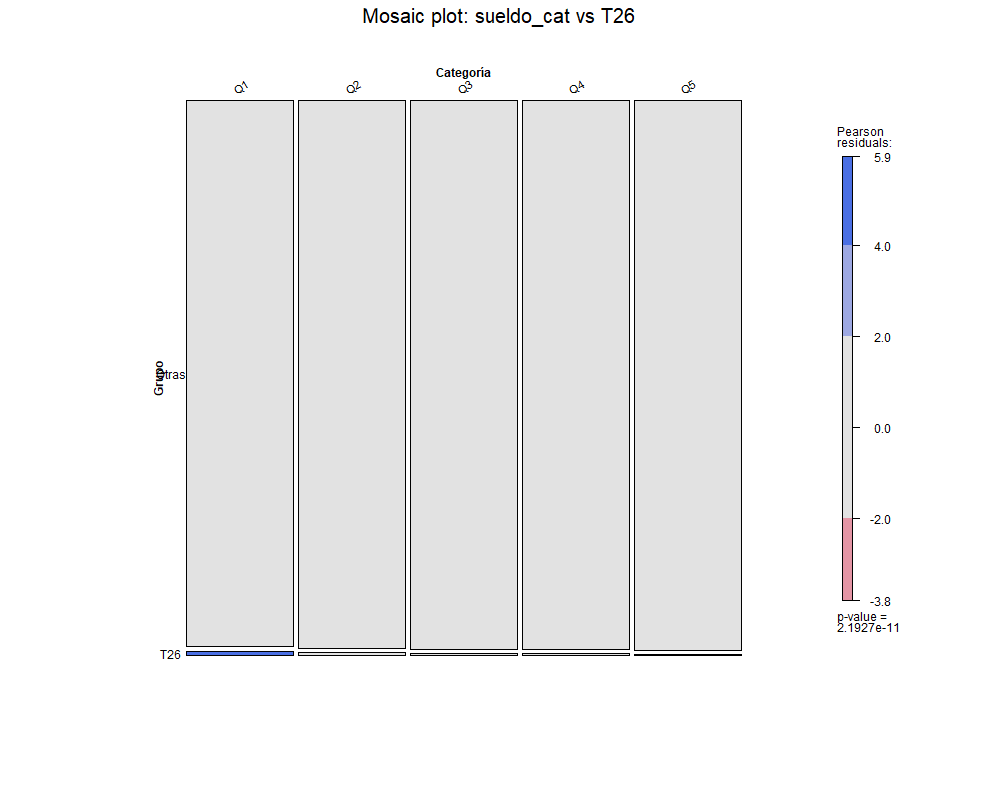 Mosaic plot: sueldo_cat vs T26
Categoría
Q1 Q2 Q3 Q4 Q5
Pearson
residuals:
5.9
4.0
2.0
0.0
-2.0
-3.8
p-value =
2.1927e-11
Grupo
Otras
T26